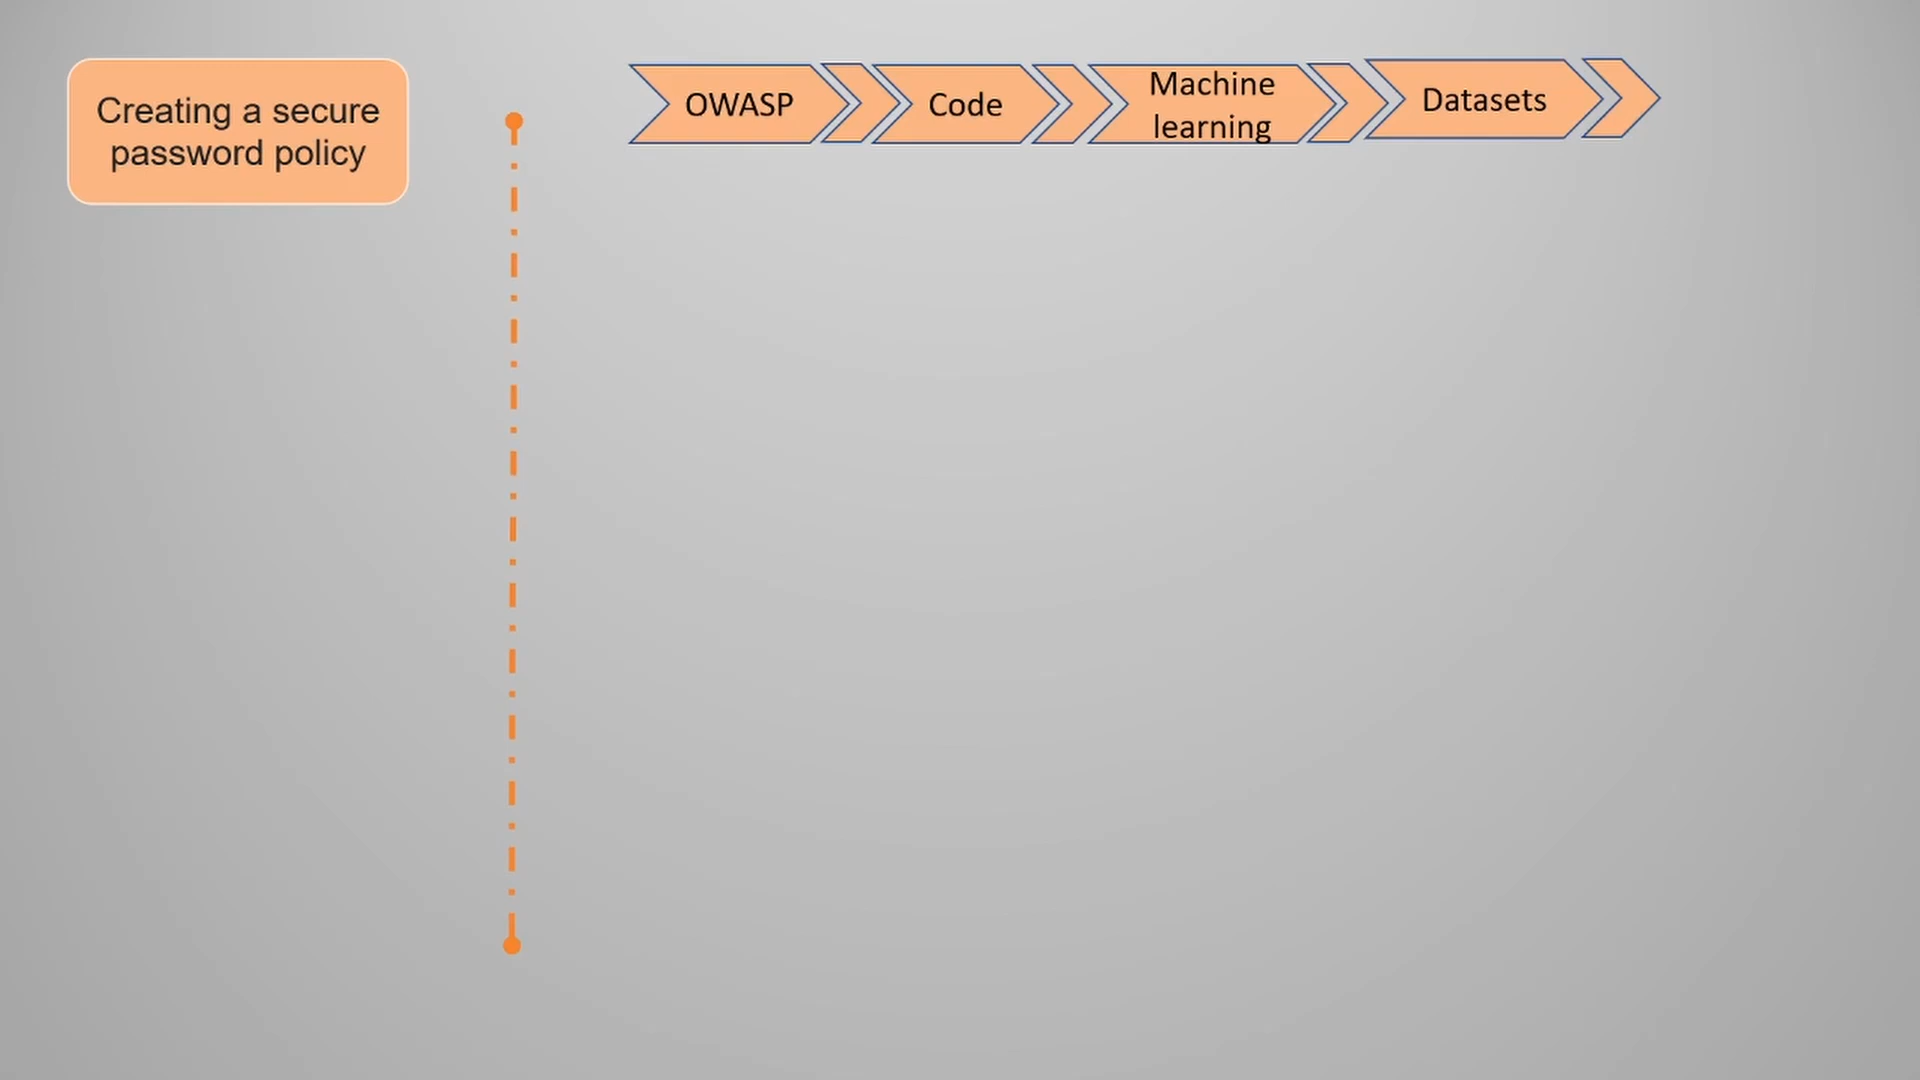 Creating a secure
password policy
OWASP
Code
Machine
learning
Datasets